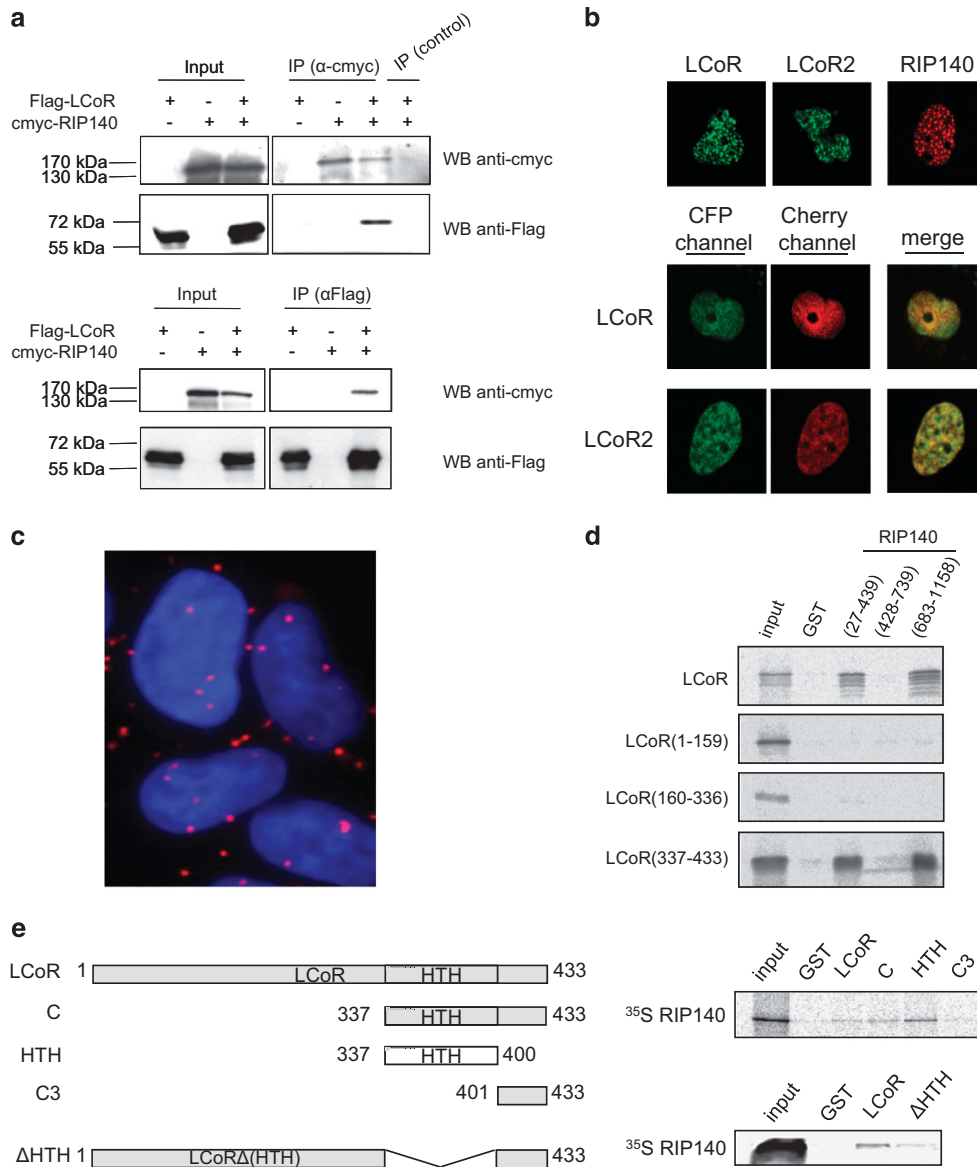 a
Input IP (α-cmyc) IP (control)
Flag-LCoR + - + + - + +
cmyc-RIP140 - + + - + + +
170 kDa
130 kDa
WB anti-cmyc
72 kDa
55 kDa
WB anti-Flag
Input IP (αFlag)
Flag-LCoR + - + + - +
cmyc-RIP140 - + + - + +
170 kDa
130 kDa
WB anti-cmyc
72 kDa
55 kDa
WB anti-Flag
b
LCoR LCoR2 RIP140
CFP channel Cherry channel merge
LCoR
LCoR2
c
d
RIP140
input GST (27-439) (428-739) (683-1158)
LCoR
LCoR(1-159)
LCoR(160-336)
LCoR(337-433)
e
LCoR 1 LCoR HTH 433
C 337 HTH 433
HTH 337 HTH 400
C3 401 433
ΔHTH 1 LCoRΔ(HTH) 433
input GST LCoR C HTH C3
³⁵S RIP140
input GST LCoR ΔHTH
³⁵S RIP140